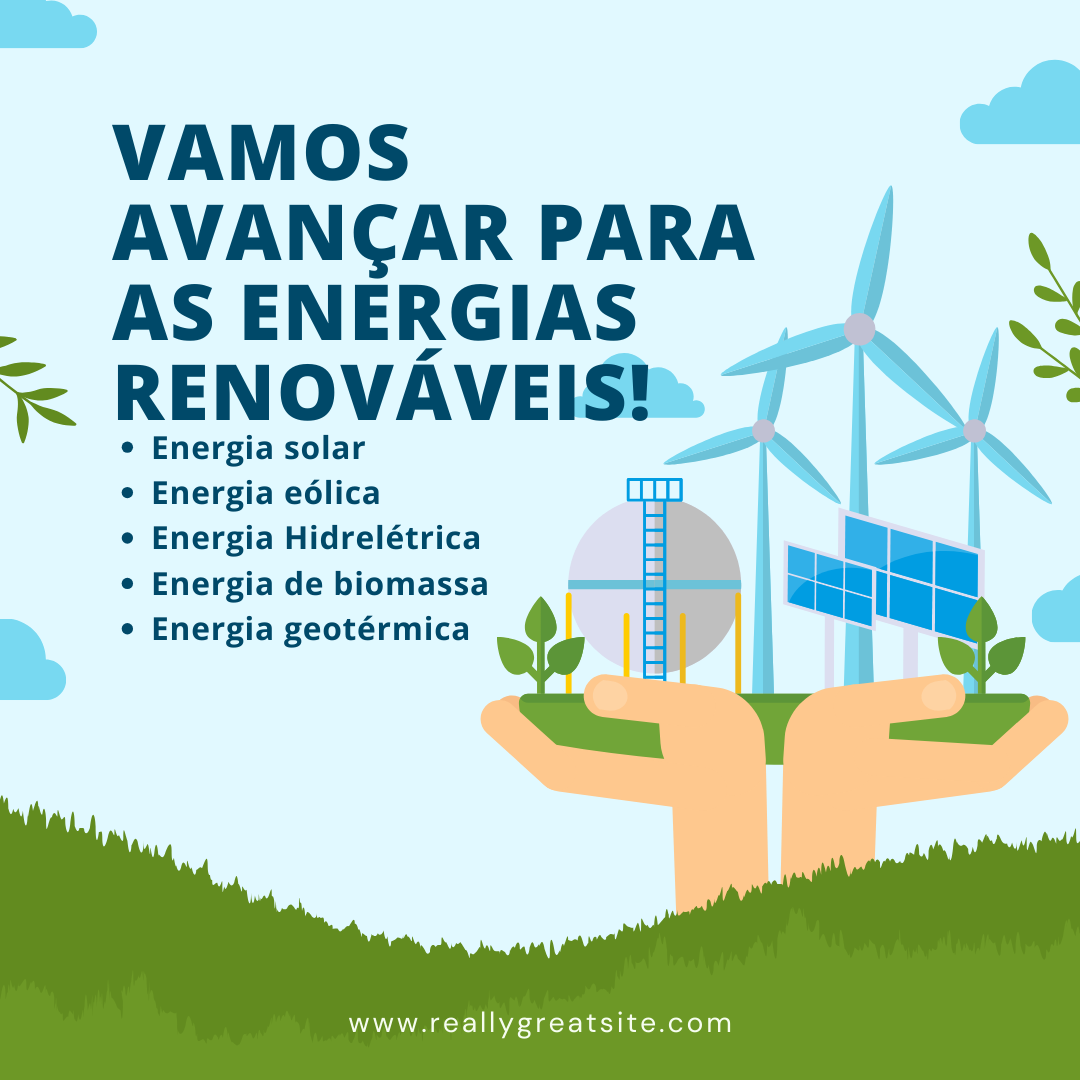 VAMOS
AVANÇAR PARA
AS ENERGIAS
RENOVÁVEIS!
• Energia solar
• Energia eólica
• Energia Hidrelétrica
• Energia de biomassa
• Energia geotérmica
www.reallygreatsite.com